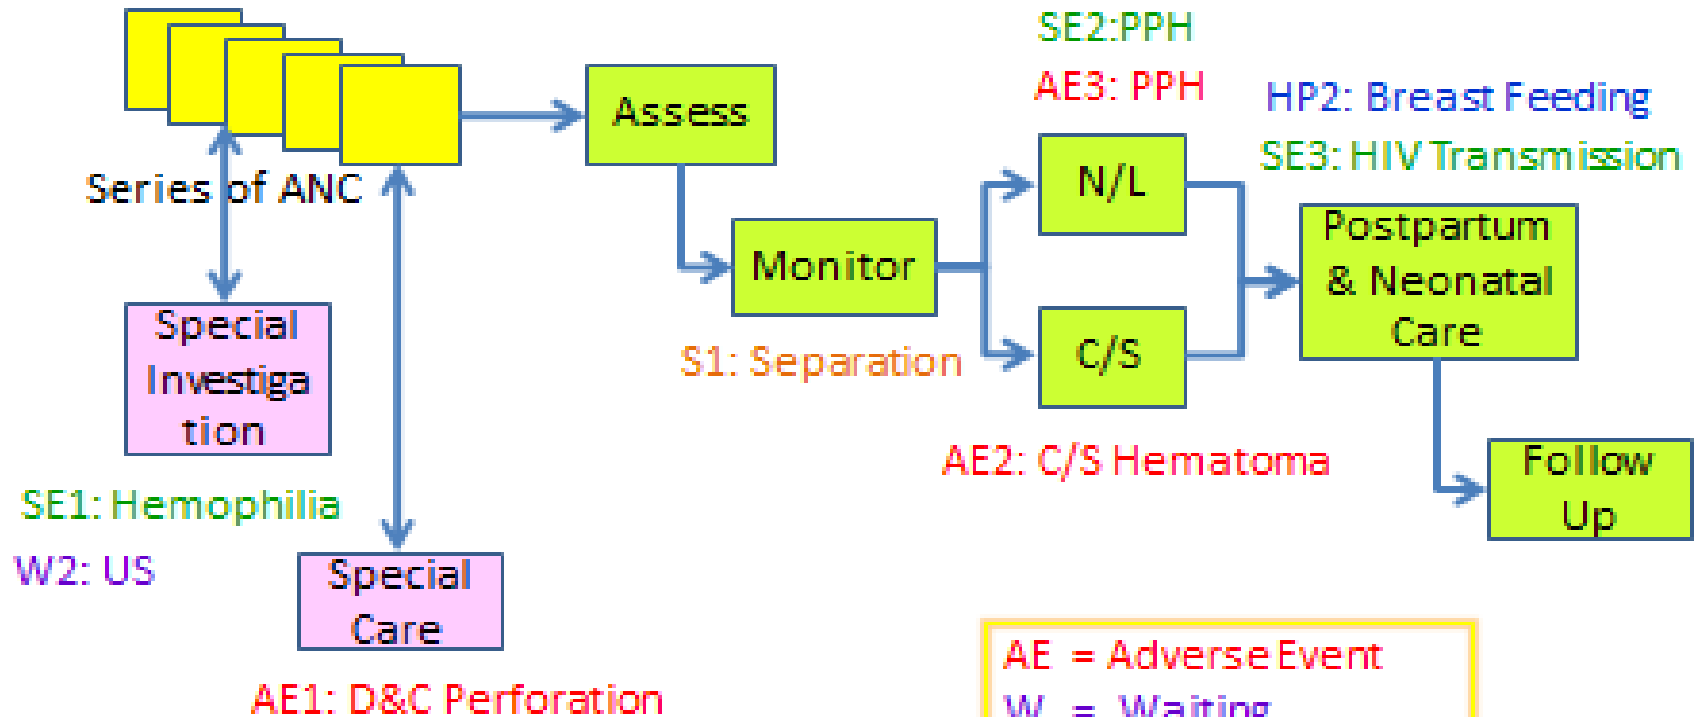 SE2:PPH
AE3: PPH
HP2: Breast Feeding
SE3: HIV Transmission
Assess
Series of ANC
N/L
Monitor
Postpartum
& Neonatal
Care
Special
Investiga
tion
S1: Separation
C/S
AE2: C/S Hematoma
Follow
Up
SE1: Hemophilia
W2: US
Special
Care
AE1: D&C Perforation
AE = Adverse Event
W = Waiting